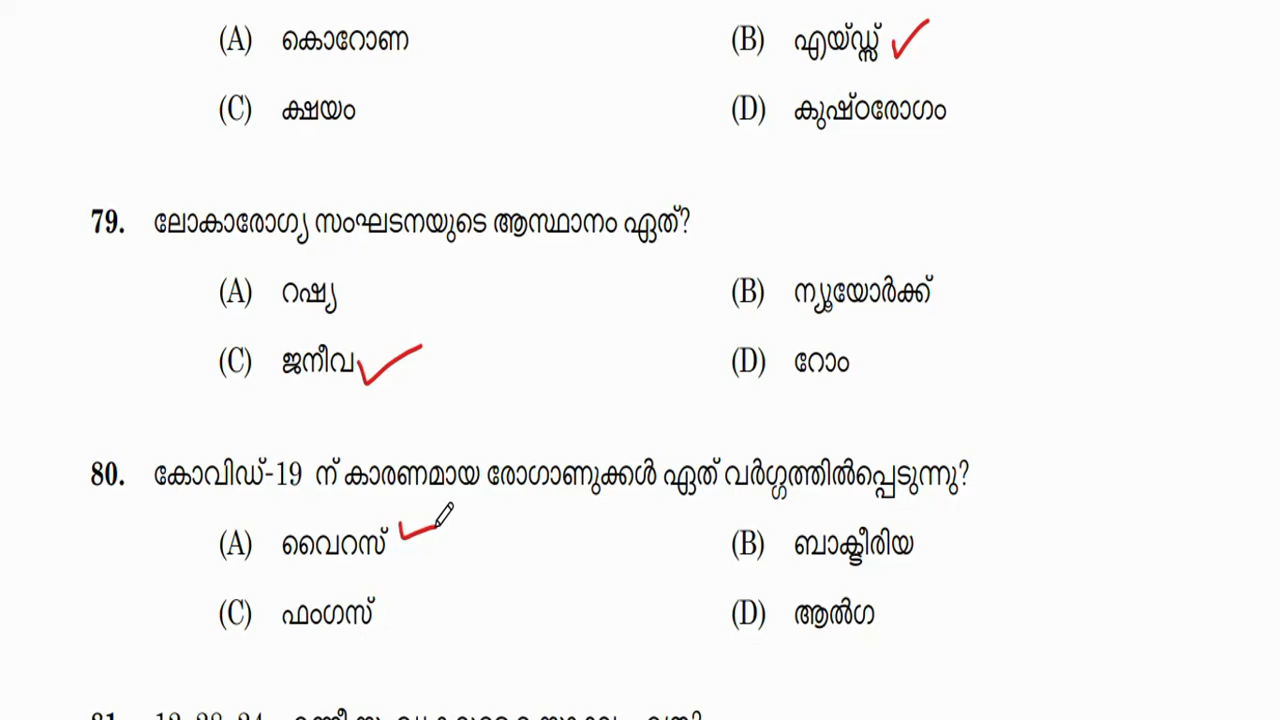 (A) കൊറോണ (B) എയ്ഡ്സ്
(C) ക്ഷയം (D) കുഷ്ഠരോഗം
79. ലോകാരോഗ്യ സംഘടനയുടെ ആസ്ഥാനം ഏത്?
(A) റഷ്യ (B) ന്യൂയോർക്ക്
(C) ജനീവ (D) റോം
80. കോവിഡ്-19 ന് കാരണമായ രോഗാണുക്കൾ ഏത് വർഗ്ഗത്തിൽപ്പെടുന്നു?
(A) വൈറസ് (B) ബാക്ടീരിയ
(C) ഫംഗസ് (D) ആൽഗ